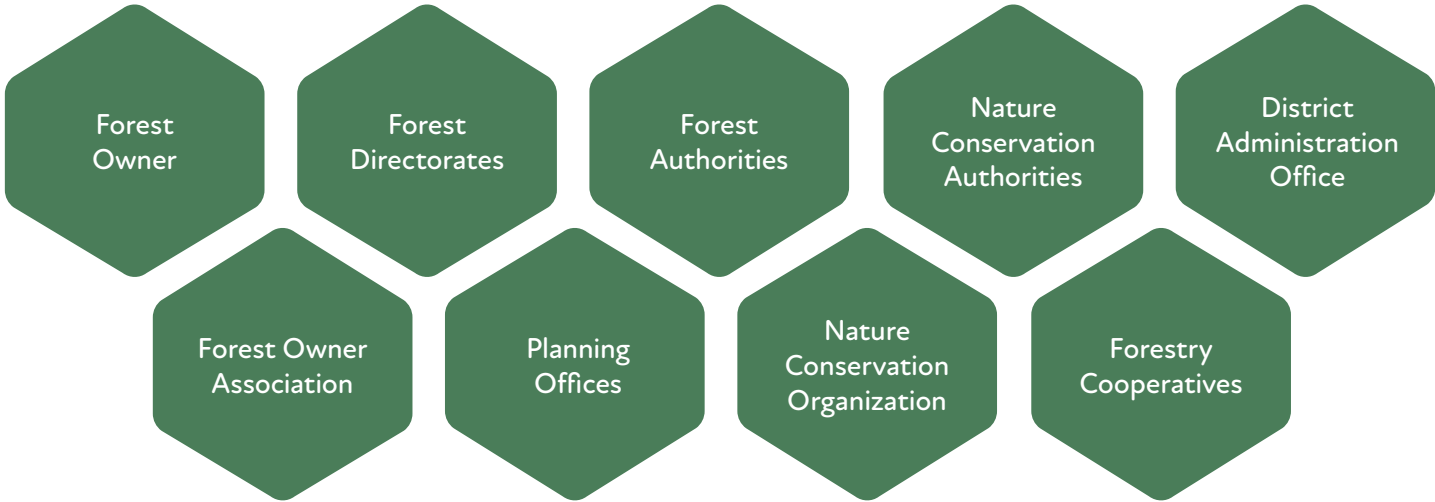 Forest
Owner
Forest
Directorates
Forest
Authorities
Nature
Conservation
Authorities
District
Administration
Office
Forest Owner
Association
Planning
Offices
Nature
Conservation
Organization
Forestry
Cooperatives